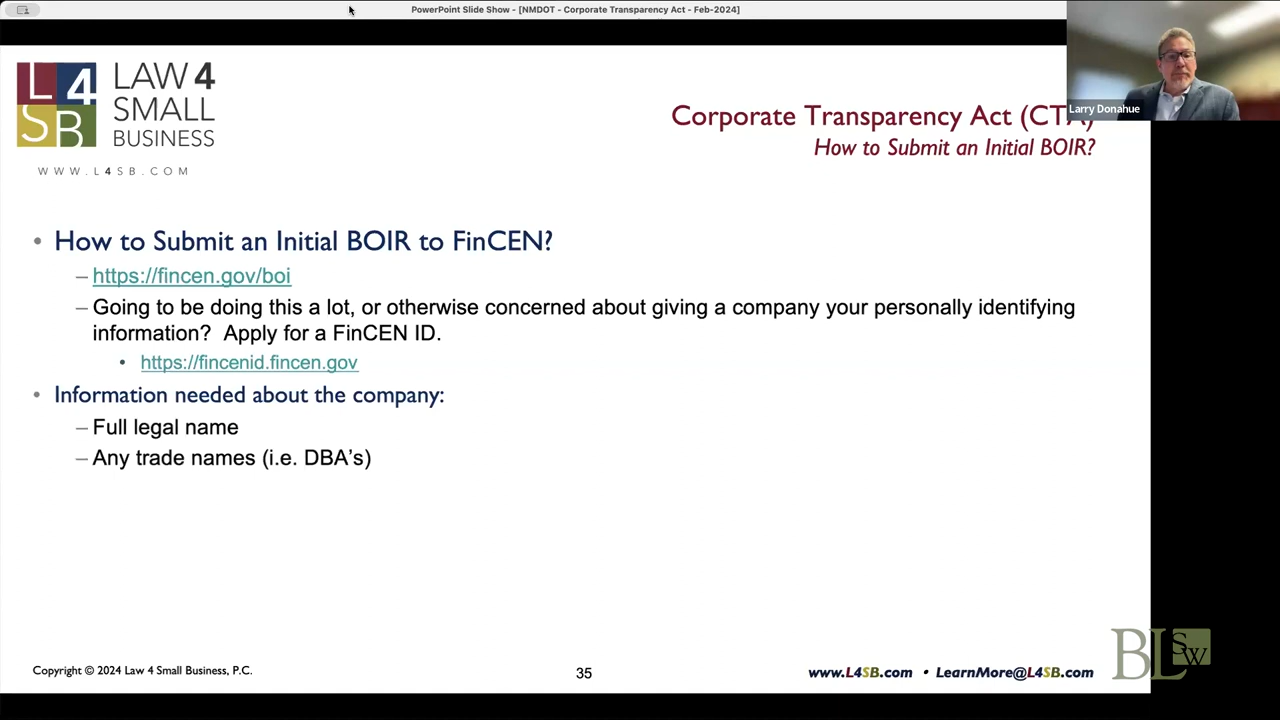 PowerPoint Slide Show - [NMDOT - Corporate Transparency Act - Feb-2024]
Larry Donahue
L4
SB
LAW 4
SMALL
BUSINESS
WWW.L4SB.COM
Corporate Transparency Act (CTA)
How to Submit an Initial BOIR?
• How to Submit an Initial BOIR to FinCEN?
– https://fincen.gov/boi
– Going to be doing this a lot, or otherwise concerned about giving a company your personally identifying
information? Apply for a FinCEN ID.
• https://fincenid.fincen.gov
• Information needed about the company:
– Full legal name
– Any trade names (i.e. DBA’s)
Copyright © 2024 Law 4 Small Business, P.C.
35
www.L4SB.com • LearnMore@L4SB.com
BLSW